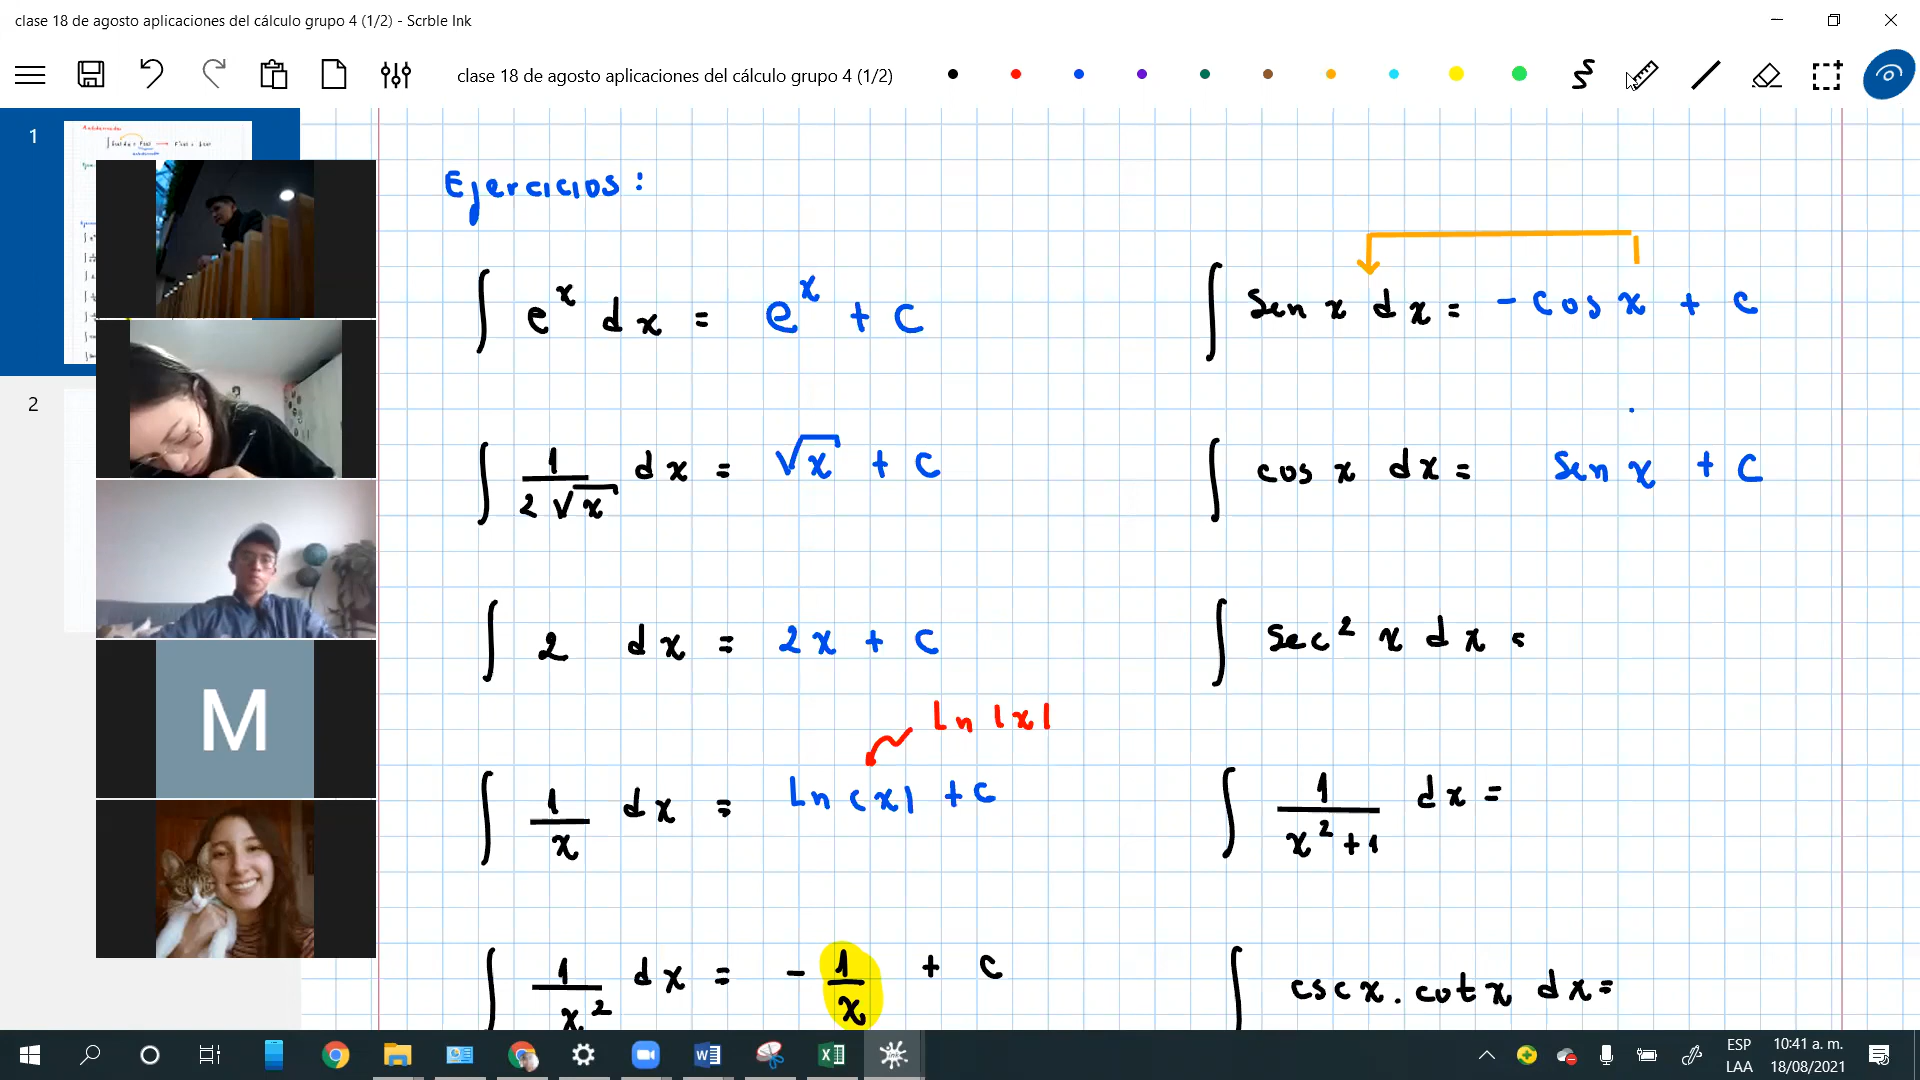 clase 18 de agosto aplicaciones del cálculo grupo 4 (1/2) - Scrble Ink
clase 18 de agosto aplicaciones del cálculo grupo 4 (1/2)
1
2
M
Ejercicios:
∫ e^x dx = e^x + C
∫ 1/(2√x) dx = √x + C
∫ 2 dx = 2x + C
Ln |x|
∫ 1/x dx = Ln (x) + C
∫ 1/x² dx = - 1/x + C
∫ Sen x dx = - Cos x + C
∫ cos x dx = Sen x + C
∫ Sec² x dx =
∫ 1/(x²+1) dx =
∫ csc x . cot x dx =
ESP
LAA
10:41 a. m.
18/08/2021